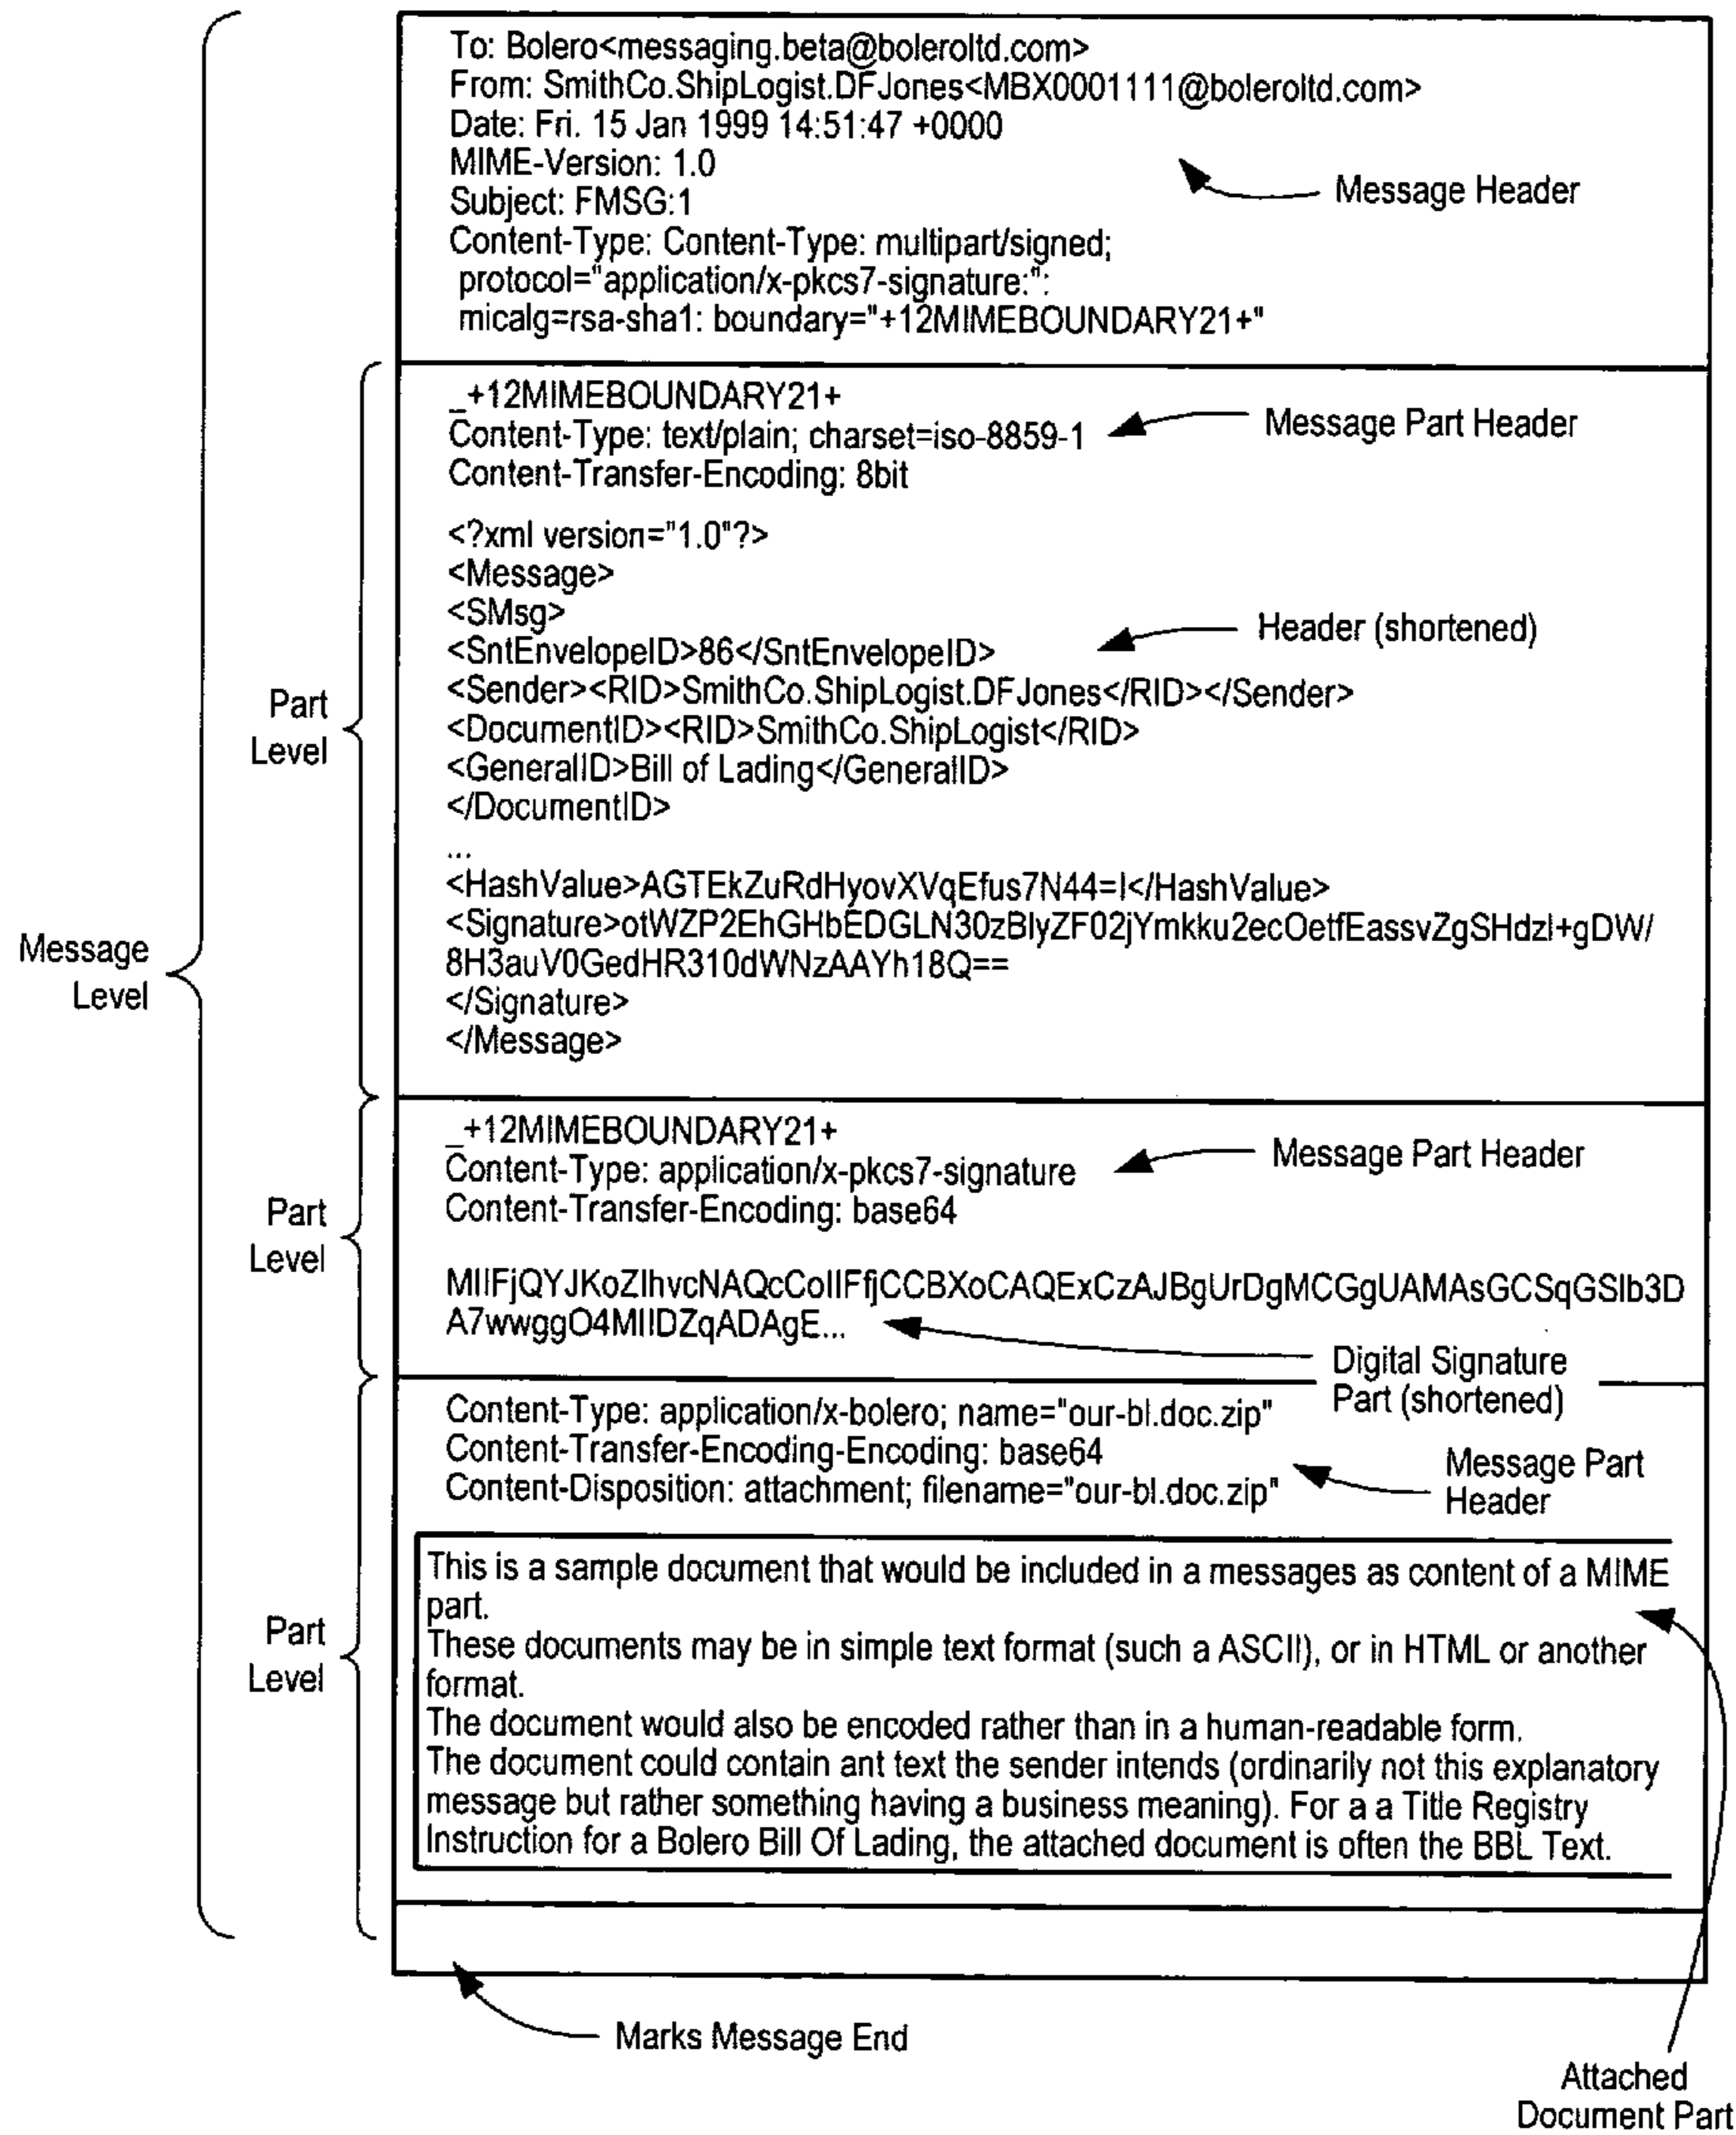 To: Bolero<messaging.beta@boleroltd.com>
From: SmithCo.ShipLogist.DFJones<MBX0001111@boleroltd.com>
Date: Fri. 15 Jan 1999 14:51:47 +0000
MIME-Version: 1.0
Subject: FMSG:1
Content-Type: Content-Type: multipart/signed;
protocol="application/x-pkcs7-signature:":
micalg=rsa-sha1: boundary="+12MIMEBOUNDARY21+"
Message Header
_+12MIMEBOUNDARY21+
Content-Type: text/plain; charset=iso-8859-1
Content-Transfer-Encoding: 8bit
Message Part Header
<?xml version="1.0"?>
<Message>
<SMsg>
<SntEnvelopeID>86</SntEnvelopeID>
<Sender><RID>SmithCo.ShipLogist.DFJones</RID></Sender>
<DocumentID><RID>SmithCo.ShipLogist</RID>
<GeneralID>Bill of Lading</GeneralID>
</DocumentID>
...
<HashValue>AGTEkZuRdHyovXVqEfus7N44=I</HashValue>
<Signature>otWZP2EhGHbEDGLN30zBIyZF02jYmkku2ecOetfEassvZgSHdzI+gDW/
8H3auV0GedHR310dWNzAAYh18Q==
</Signature>
</Message>
Header (shortened)
Part
Level
Message
Level
_+12MIMEBOUNDARY21+
Content-Type: application/x-pkcs7-signature
Content-Transfer-Encoding: base64
Message Part Header
MIIFjQYJKoZIhvcNAQcCoIIFfjCCBXoCAQExCzAJBgUrDgMCGgUAMAsGCSqGSIb3D
A7wwggO4MIIDZqADAgE...
Digital Signature
Part (shortened)
Part
Level
Content-Type: application/x-bolero; name="our-bl.doc.zip"
Content-Transfer-Encoding-Encoding: base64
Content-Disposition: attachment; filename="our-bl.doc.zip"
Message Part
Header
This is a sample document that would be included in a messages as content of a MIME
part.
These documents may be in simple text format (such a ASCII), or in HTML or another
format.
The document would also be encoded rather than in a human-readable form.
The document could contain ant text the sender intends (ordinarily not this explanatory
message but rather something having a business meaning). For a a Title Registry
Instruction for a Bolero Bill Of Lading, the attached document is often the BBL Text.
Part
Level
Marks Message End
Attached
Document Part